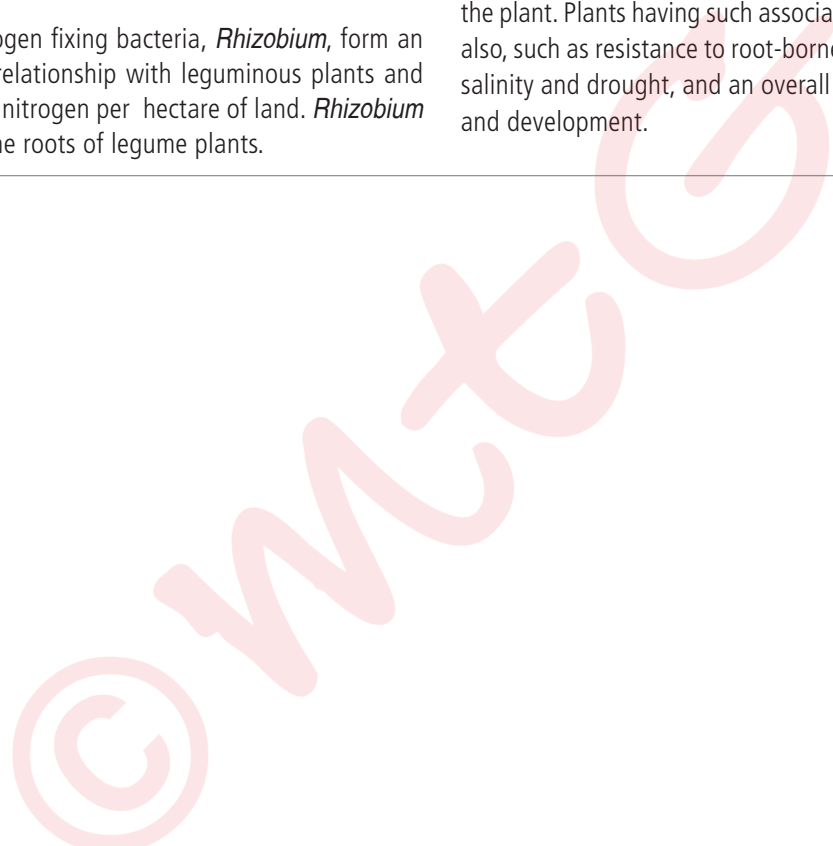 ogen fixing bacteria, Rhizobium, form an
relationship with leguminous plants and
nitrogen per hectare of land. Rhizobium
he roots of legume plants.
the plant. Plants having such associa
also, such as resistance to root-borne
salinity and drought, and an overall
and development.
© mtG